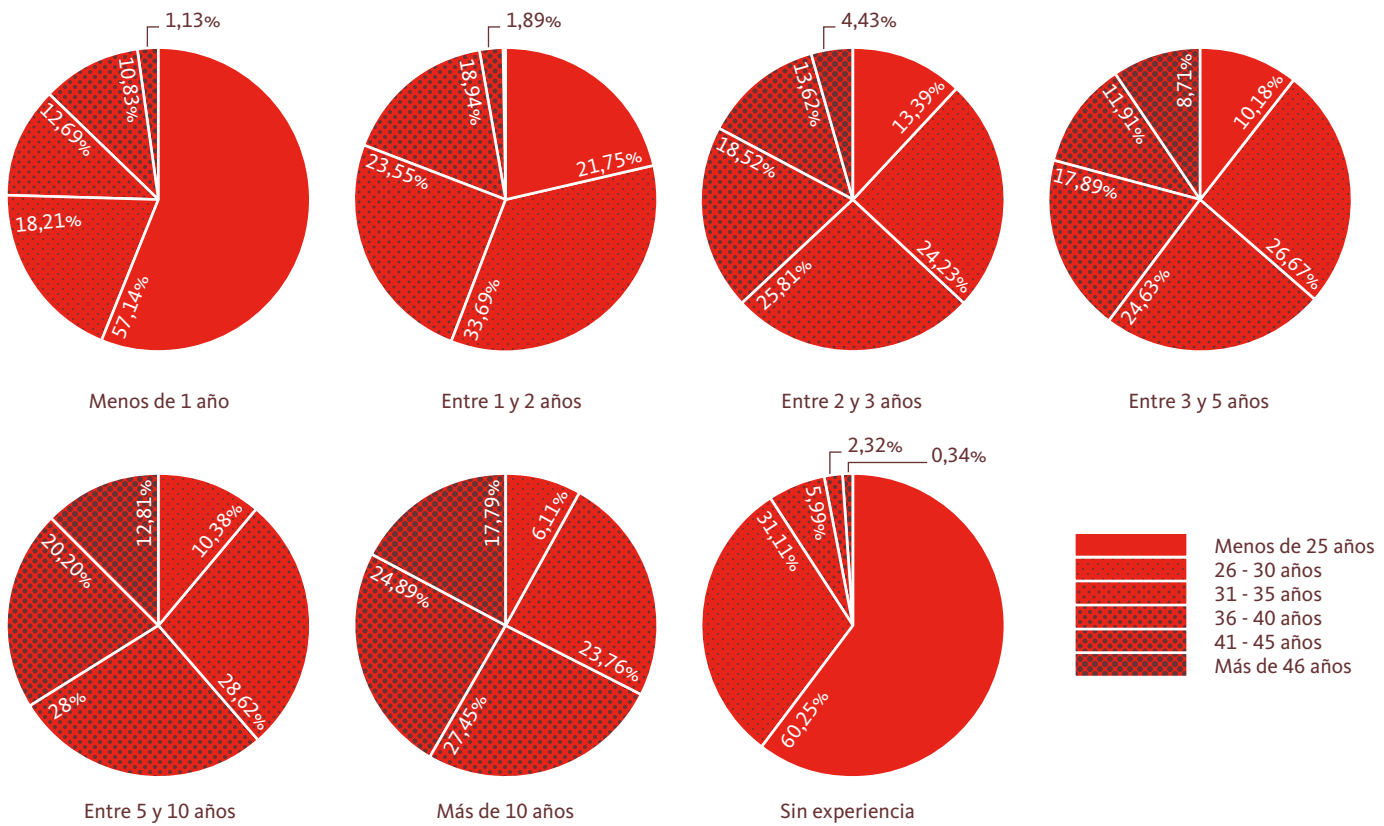 1,13%
10,83%
12,69%
18,21%
57,14%
Menos de 1 año
1,89%
18,94%
23,55%
21,75%
33,69%
Entre 1 y 2 años
4,43%
13,62%
13,39%
18,52%
24,23%
25,81%
Entre 2 y 3 años
8,71%
10,18%
11,91%
17,89%
26,67%
24,63%
Entre 3 y 5 años
12,81%
10,38%
20,20%
28%
28,62%
Entre 5 y 10 años
17,79%
6,11%
24,89%
23,76%
27,45%
Más de 10 años
2,32%
0,34%
5,99%
31,11%
60,25%
Sin experiencia
Menos de 25 años
26 - 30 años
31 - 35 años
36 - 40 años
41 - 45 años
Más de 46 años